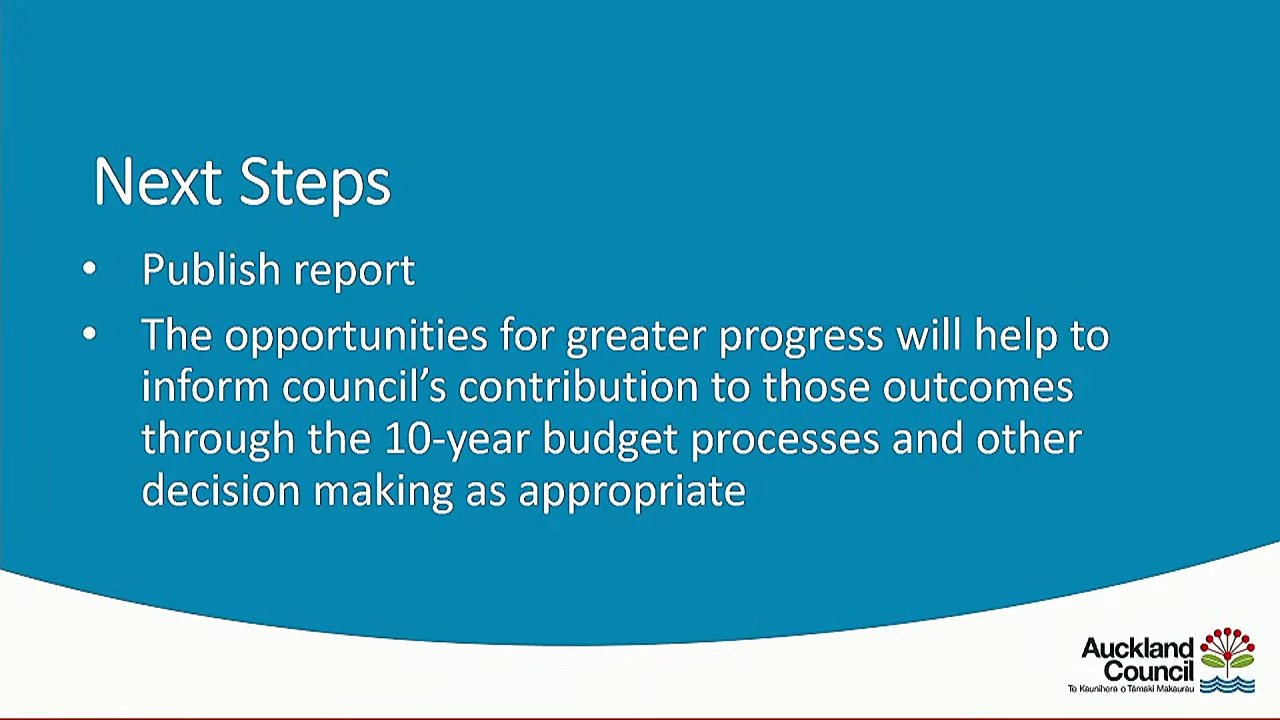 Next Steps
• Publish report
• The opportunities for greater progress will help to
inform council's contribution to those outcomes
through the 10-year budget processes and other
decision making as appropriate
Auckland
Council
Te Kaunihera o Tāmaki Makaurau